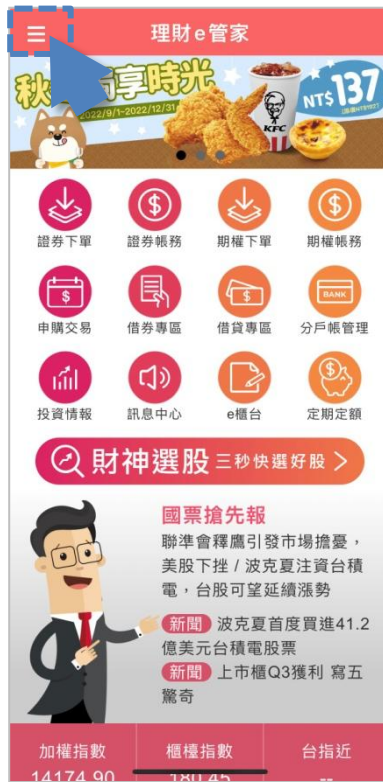 理財e管家
秋
享時光
2022/9/1~2022/12/31
KFC
NT$137
證券下單
證券帳務
期權下單
期權帳務
申購交易
借券專區
借貸專區
BANK
分戶帳管理
投資情報
訊息中心
e櫃台
定期定額
財神選股 三秒快選好股
國票搶先報
聯準會釋鷹引發市場擔憂，
美股下挫 / 波克夏注資台積
電，台股可望延續漲勢
新聞 波克夏首度買進41.2
億美元台積電股票
新聞 上市櫃Q3獲利 寫五
驚奇
加權指數
櫃檯指數
台指近
14174.90
180.45
--